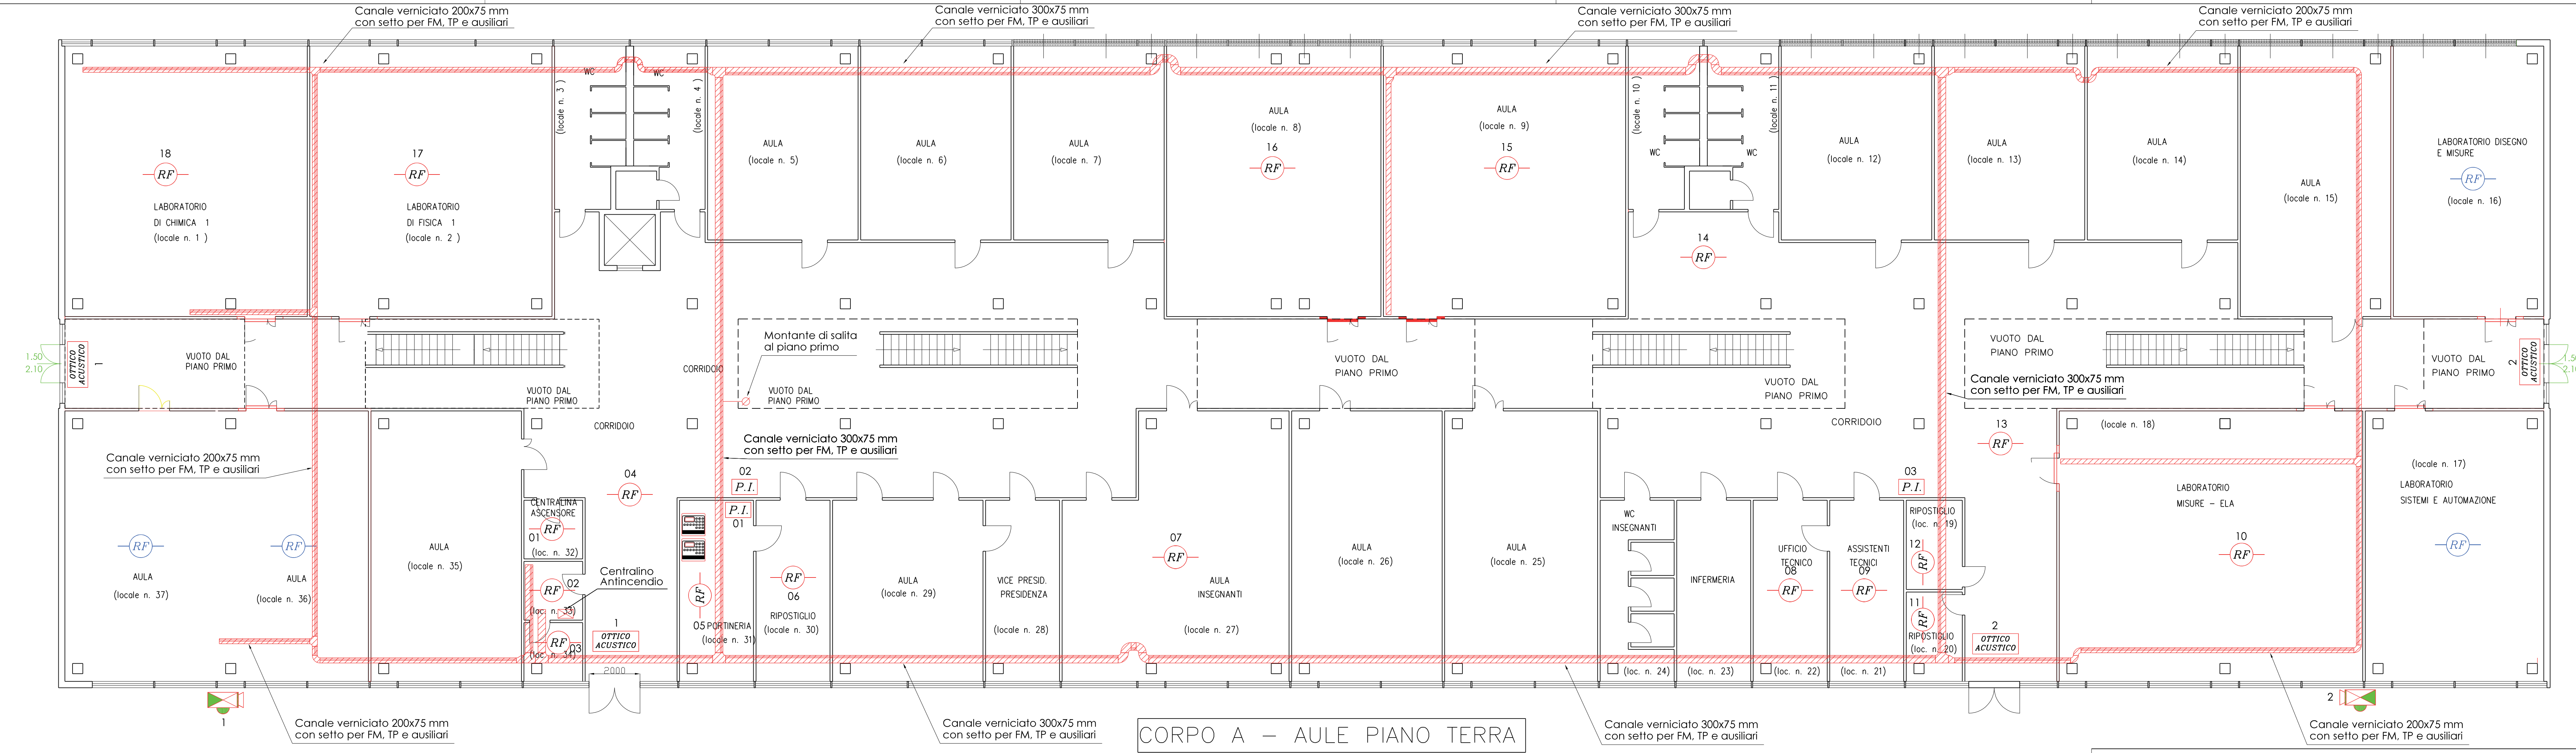 Canale verniciato 200x75 mm
con setto per FM, TP e ausiliari
Canale verniciato 300x75 mm
con setto per FM, TP e ausiliari
Canale verniciato 300x75 mm
con setto per FM, TP e ausiliari
Canale verniciato 200x75 mm
con setto per FM, TP e ausiliari
18
RF
LABORATORIO
DI CHIMICA 1
(locale n. 1 )
17
RF
LABORATORIO
DI FISICA 1
(locale n. 2 )
WC
(locale n. 3 )
WC
(locale n. 4 )
AULA
(locale n. 5)
AULA
(locale n. 6)
AULA
(locale n. 7)
AULA
(locale n. 8)
16
RF
AULA
(locale n. 9)
15
RF
(locale n. 10 )
WC
WC
(locale n. 11 )
14
RF
AULA
(locale n. 12)
AULA
(locale n. 13)
AULA
(locale n. 14)
AULA
(locale n. 15)
LABORATORIO DISEGNO
E MISURE
RF
(locale n. 16)
1.50
2.10
OTTICO
ACUSTICO
1
VUOTO DAL
PIANO PRIMO
VUOTO DAL
PIANO PRIMO
CORRIDOIO
CORRIDOIO
Montante di salita
al piano primo
VUOTO DAL
PIANO PRIMO
VUOTO DAL
PIANO PRIMO
VUOTO DAL
PIANO PRIMO
CORRIDOIO
VUOTO DAL
PIANO PRIMO
Canale verniciato 300x75 mm
con setto per FM, TP e ausiliari
VUOTO DAL
PIANO PRIMO
2
OTTICO
ACUSTICO
Canale verniciato 200x75 mm
con setto per FM, TP e ausiliari
Canale verniciato 300x75 mm
con setto per FM, TP e ausiliari
RF
AULA
(locale n. 37)
RF
AULA
(locale n. 36)
AULA
(locale n. 35)
CENTRALINA
ASCENSORE
RF
01
(loc. n. 32)
RF
02
(loc. n. 33)
RF
03
(loc. n. 34)
04
RF
Centralino
Antincendio
1
OTTICO
ACUSTICO
2000
02
P.I.
P.I.
01
RF
05
PORTINERIA
(locale n. 31)
RF
06
RIPOSTIGLIO
(locale n. 30)
AULA
(locale n. 29)
VICE PRESID.
PRESIDENZA
(locale n. 28)
07
RF
AULA
INSEGNANTI
(locale n. 27)
AULA
(locale n. 26)
AULA
(locale n. 25)
WC
INSEGNANTI
(loc. n. 24)
INFERMERIA
(loc. n. 23)
UFFICIO
TECNICO
08
RF
(loc. n. 22)
ASSISTENTI
TECNICI
09
RF
(loc. n. 21)
03
P.I.
RIPOSTIGLIO
(loc. n. 19)
12
RF
11
RF
RIPOSTIGLIO
(loc. n. 20)
13
RF
2
OTTICO
ACUSTICO
(locale n. 18)
LABORATORIO
MISURE - ELA
10
RF
(locale n. 17)
LABORATORIO
SISTEMI E AUTOMAZIONE
RF
1
2
Canale verniciato 200x75 mm
con setto per FM, TP e ausiliari
Canale verniciato 300x75 mm
con setto per FM, TP e ausiliari
CORPO A - AULE PIANO TERRA
Canale verniciato 300x75 mm
con setto per FM, TP e ausiliari
Canale verniciato 200x75 mm
con setto per FM, TP e ausiliari